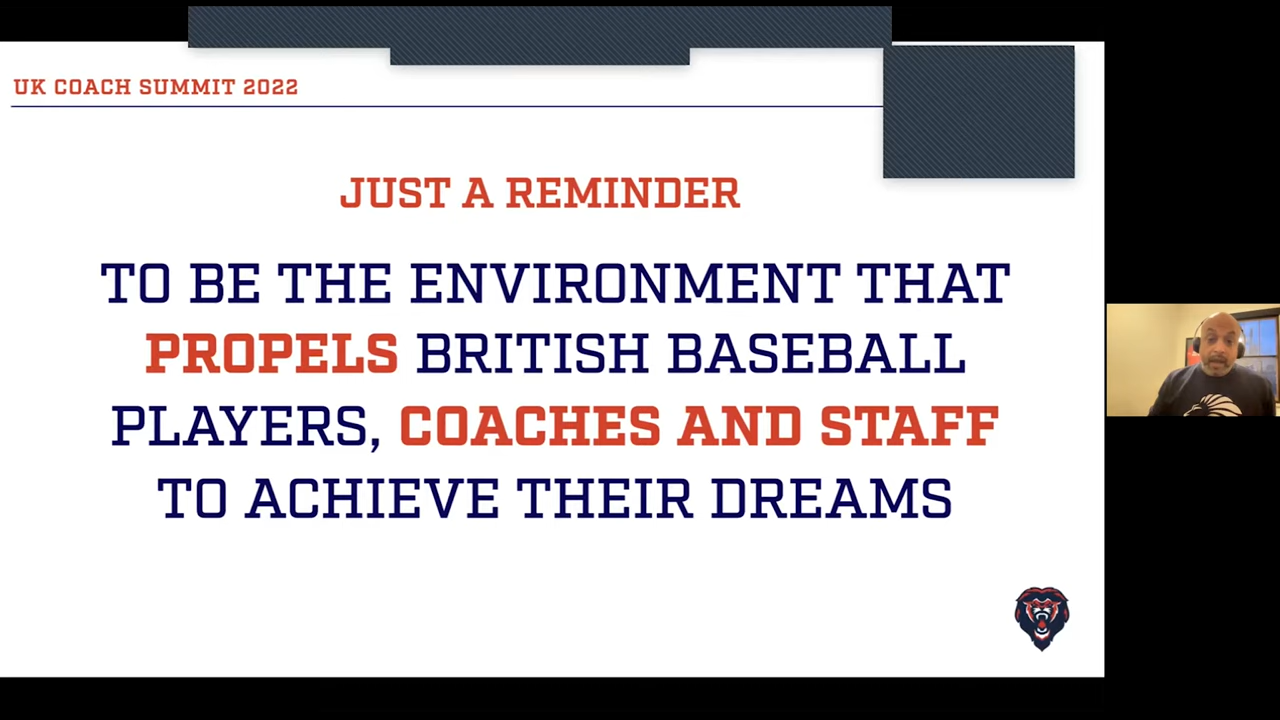 UK COACH SUMMIT 2022
JUST A REMINDER
TO BE THE ENVIRONMENT THAT
PROPELS BRITISH BASEBALL
PLAYERS, COACHES AND STAFF
TO ACHIEVE THEIR DREAMS